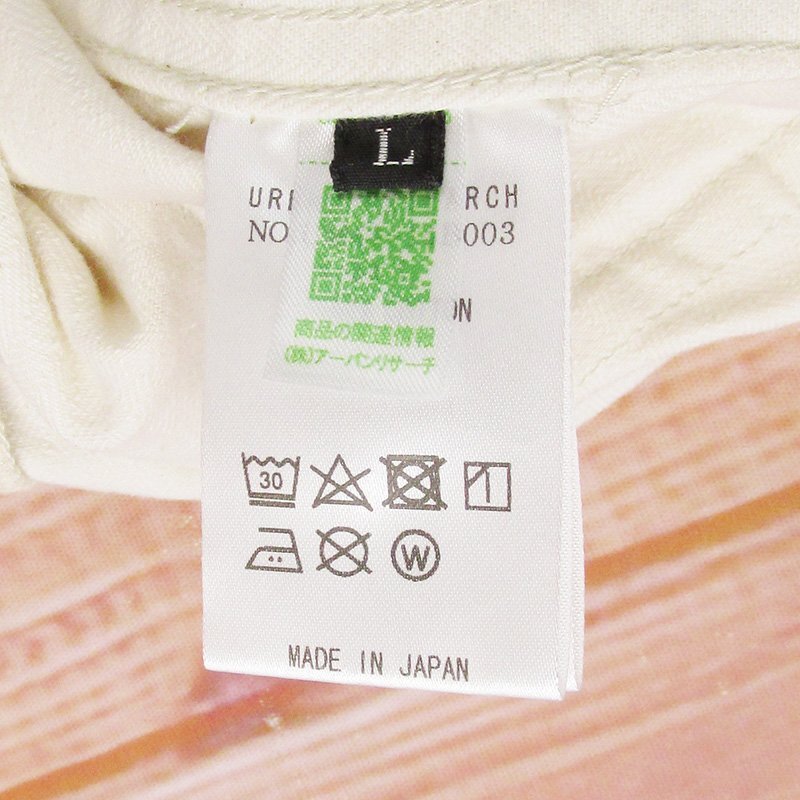 L
URI RCH
NO 003
ON
商品の関連情報
(株)アーバンリサーチ
30
W
MADE IN JAPAN